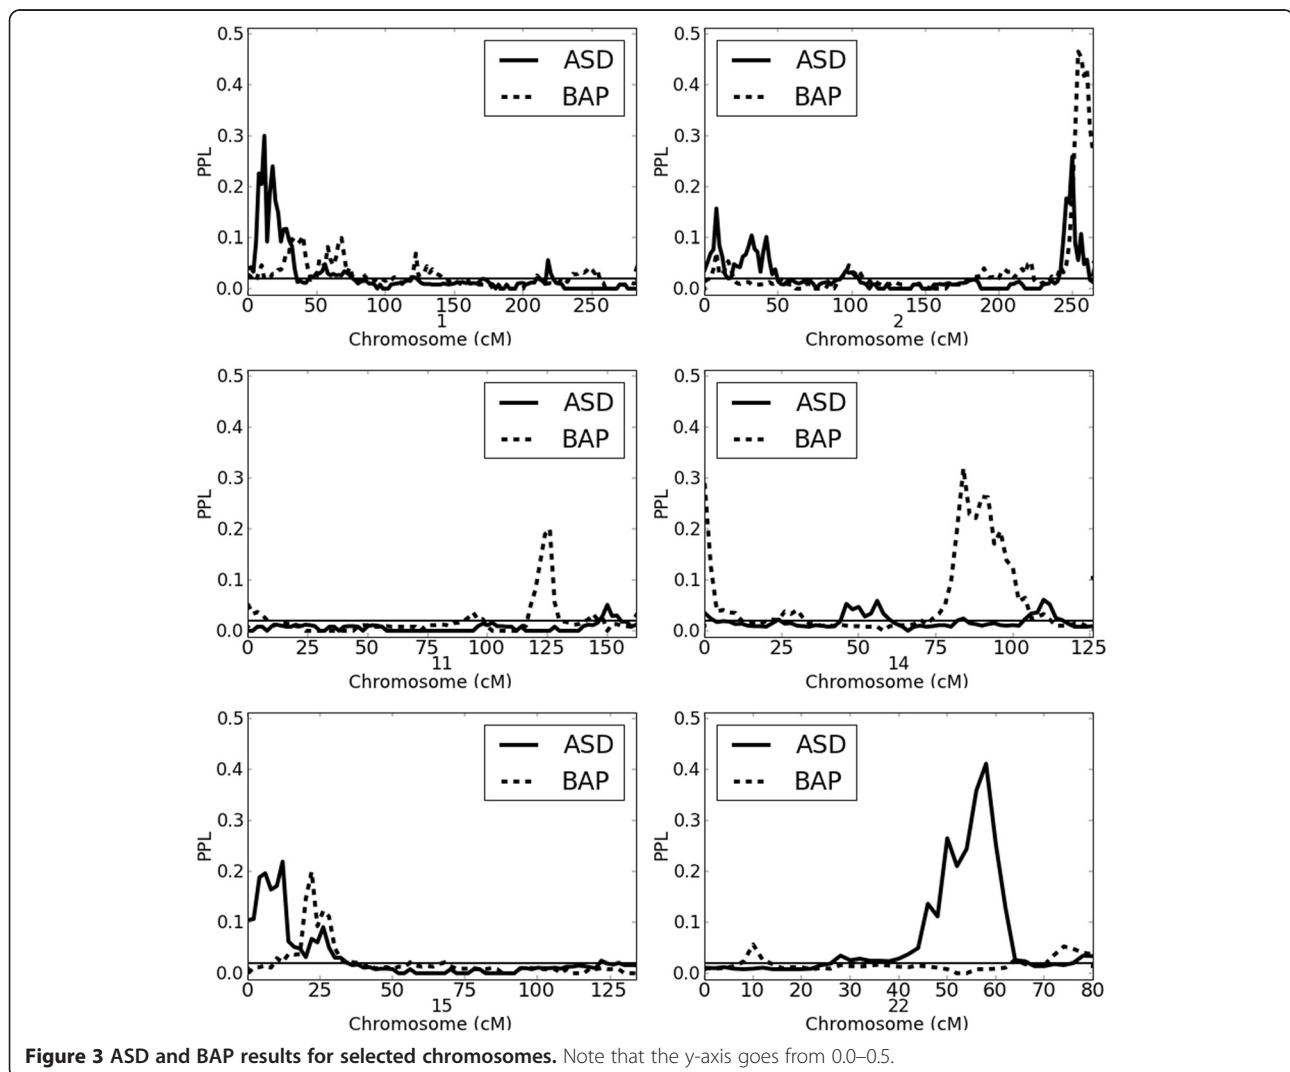 0.5
0.4
0.3
0.2
0.1
0.0
PPL
ASD
BAP
0 50 100 150 200 250
1
Chromosome (cM)
0.5
0.4
0.3
0.2
0.1
0.0
PPL
ASD
BAP
0 50 100 150 200 250
2
Chromosome (cM)
0.5
0.4
0.3
0.2
0.1
0.0
PPL
ASD
BAP
0 25 50 75 100 125 150
11
Chromosome (cM)
0.5
0.4
0.3
0.2
0.1
0.0
PPL
ASD
BAP
0 25 50 75 100 125
14
Chromosome (cM)
0.5
0.4
0.3
0.2
0.1
0.0
PPL
ASD
BAP
0 25 50 75 100 125
15
Chromosome (cM)
0.5
0.4
0.3
0.2
0.1
0.0
PPL
ASD
BAP
0 10 20 30 40 50 60 70 80
22
Chromosome (cM)
Figure 3 ASD and BAP results for selected chromosomes. Note that the y-axis goes from 0.0–0.5.